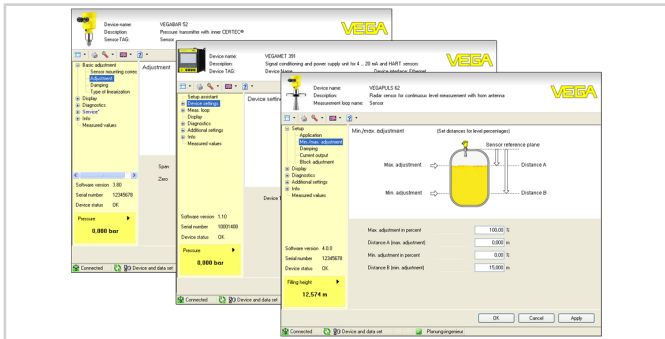 Device name: VEGABAR 52
Description: Pressure transmitter with inner CERTEC®
Sensor TAG: Sensor
VEGA
Basic adjustment
Sensor mounting correc
Adjustment
Damping
Type of linearization
Display
Diagnostics
Service*
Info
Measured values
Adjustment
Span
Zero
Software version 3.80
Serial number 12345678
Device status OK
Pressure
0,000 bar
Connected Device and data set
Device name: VEGAMET 391
Description: Signal conditioning and power supply unit for 4 ... 20 mA and HART sensors
Device TAG: Device Name Device interface Ethernet
VEGA
Setup assistant
Device settings
Meas. loop
Display
Diagnostics
Additional settings
Info
Measured values
Device settin
Device T
Software version 1.10
Serial number 10001400
Device status OK
Pressure
0,000 bar
Connected Device and data set
Device name: VEGAPULS 62
Description: Radar sensor for continuous level measurement with horn antenna
Measurement loop name: Sensor
VEGA
Setup
Application
Min./max. adjustment
Damping
Current output
Block adjustment
Display
Diagnostics
Additional settings
Info
Measured values
Min./max. adjustment (Set distances for level percentages)
Sensor reference plane
Max. adjustment Distance A
Min. adjustment Distance B
Max. adjustment in percent 100,00 %
Distance A (max. adjustment) 0,000 m
Min. adjustment in percent 0,00 %
Distance B (min. adjustment) 15,000 m
Software version 4.0.0
Serial number 12345678
Device status OK
Filling height
12,574 m
OK Cancel Apply
Connected Device and data set Planungsingenieur: